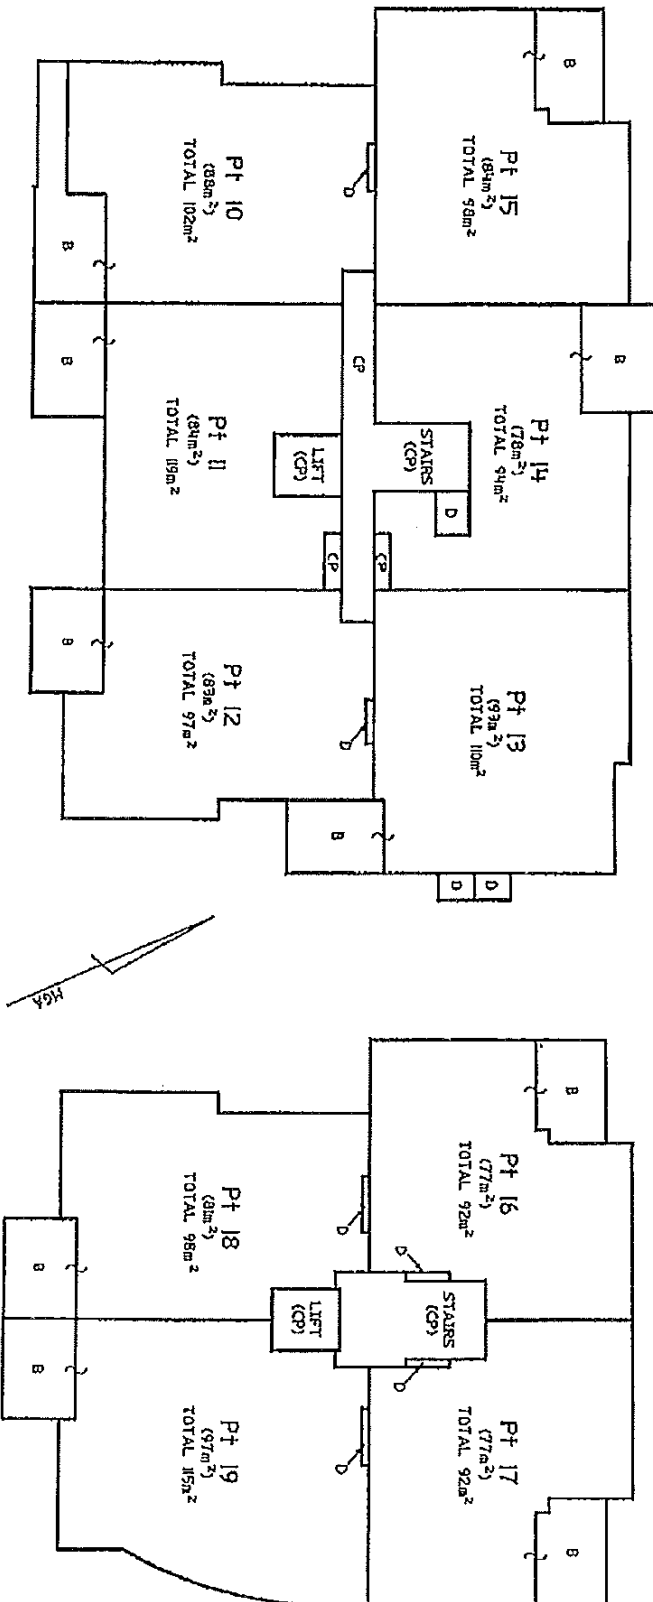 B
Pt 15
(84m²)
TOTAL 98m²
Pt 10
(88m²)
TOTAL 102m²
D
B
B
B
CP
Pt 14
(78m²)
TOTAL 94m²
STAIRS
(CP)
D
Pt 11
(84m²)
TOTAL 119m²
LIFT
(CP)
CP
CP
B
Pt 12
(83m²)
TOTAL 97m²
D
Pt 13
(93m²)
TOTAL 110m²
B
D
D
MGA
B
Pt 16
(77m²)
TOTAL 92m²
Pt 18
(81m²)
TOTAL 98m²
D
D
B
LIFT
(CP)
STAIRS
(CP)
B
D
D
Pt 19
(97m²)
TOTAL 115m²
Pt 17
(77m²)
TOTAL 92m²
B